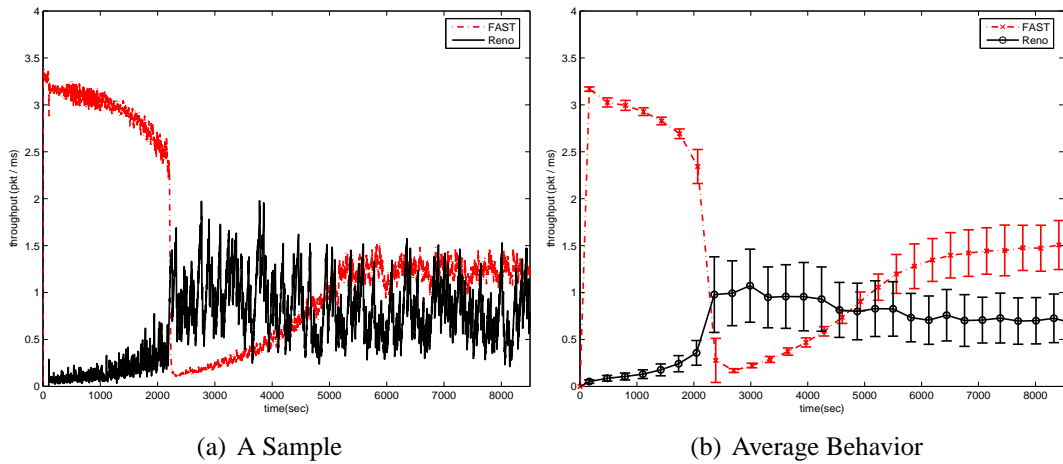 4
3.5
3
2.5
2
1.5
1
0.5
0
throughput (pkt / ms)
FAST
Reno
0 1000 2000 3000 4000 5000 6000 7000 8000
time(sec)
(a) A Sample
4
3.5
3
2.5
2
1.5
1
0.5
0
throughput (pkt / ms)
FAST
Reno
0 1000 2000 3000 4000 5000 6000 7000 8000
time(sec)
(b) Average Behavior